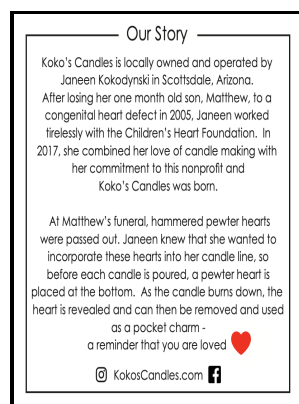 Our Story
Koko's Candles is locally owned and operated by
Janeen Kokodynski in Scottsdale, Arizona.
After losing her one month old son, Matthew, to a
congenital heart defect in 2005, Janeen worked
tirelessly with the Children's Heart Foundation. In
2017, she combined her love of candle making with
her commitment to this nonprofit and
Koko's Candles was born.
At Matthew's funeral, hammered pewter hearts
were passed out. Janeen knew that she wanted to
incorporate these hearts into her candle line, so
before each candle is poured, a pewter heart is
placed at the bottom. As the candle burns down, the
heart is revealed and can then be removed and used
as a pocket charm -
a reminder that you are loved
KokosCandles.com